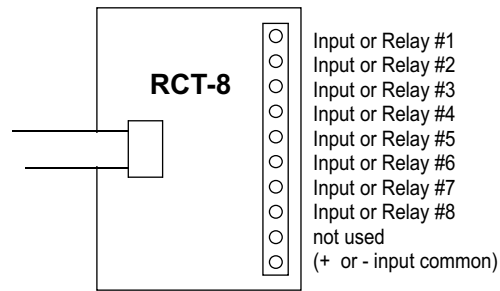 RCT-8
Input or Relay #1
Input or Relay #2
Input or Relay #3
Input or Relay #4
Input or Relay #5
Input or Relay #6
Input or Relay #7
Input or Relay #8
not used
(+ or - input common)